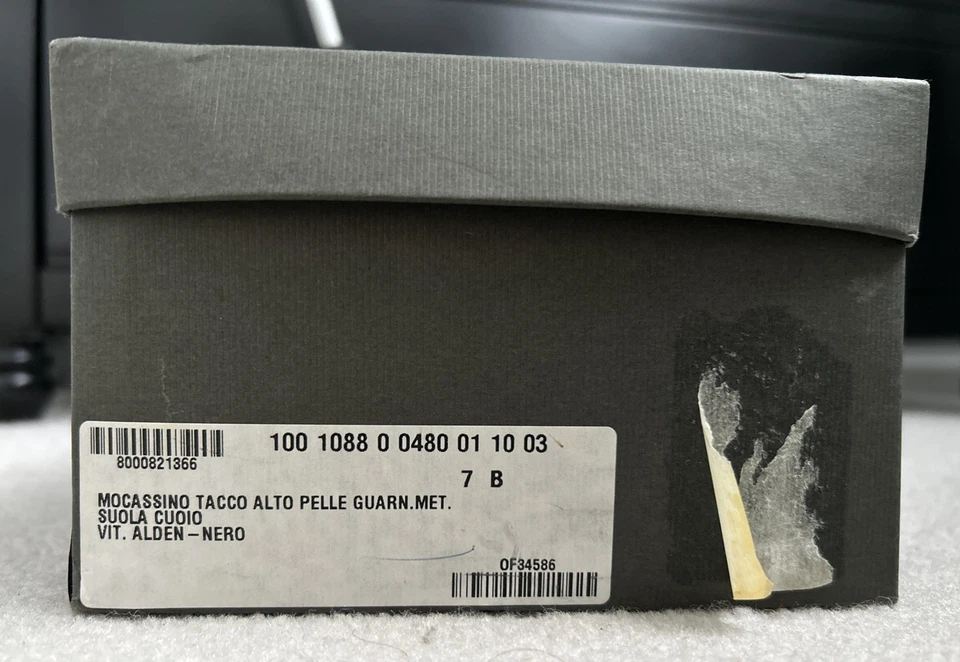 100 1088 0 0480 01 10 03
8000821366
7 B
MOCASSINO TACCO ALTO PELLE GUARN.MET.
SUOLA CUOIO
VIT. ALDEN-NERO
OF34586